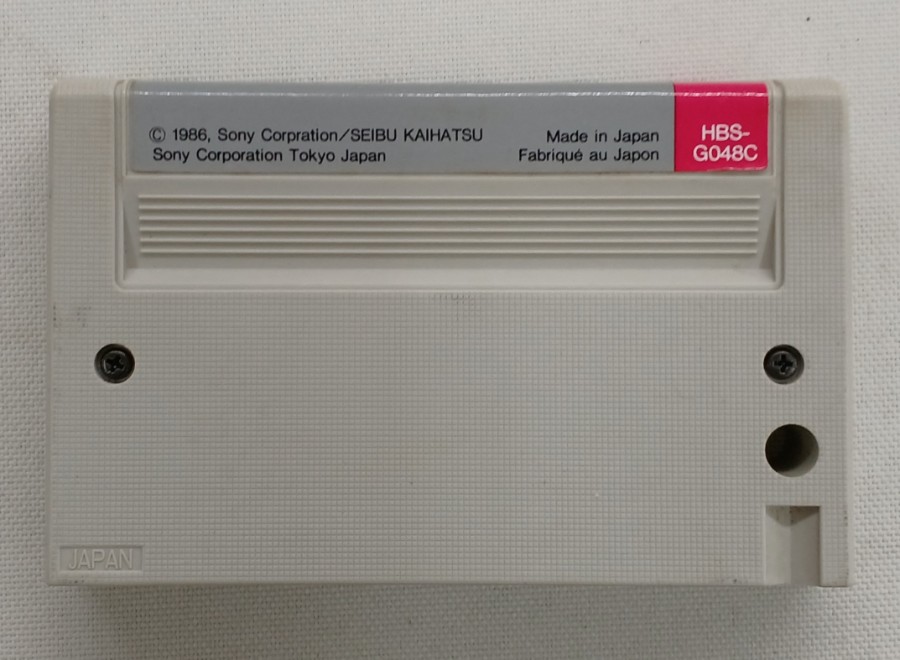 © 1986, Sony Corpration/SEIBU KAIHATSU
Sony Corporation Tokyo Japan
Made in Japan
Fabriqué au Japon
HBS-
G048C
JAPAN